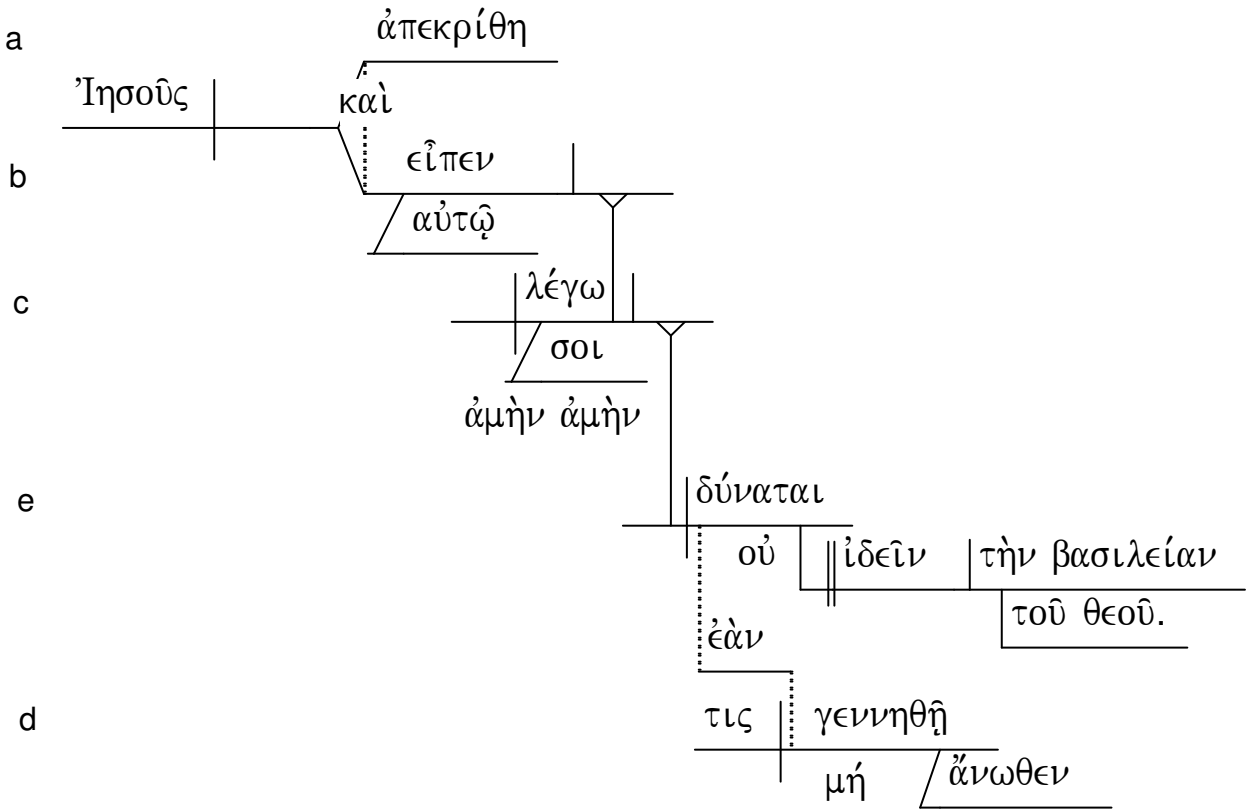 a
ἀπεκρίθη
Ἰησοῦς
καὶ
b
εἶπεν
αὐτῷ
c
λέγω
σοι
ἀμὴν ἀμὴν
e
δύναται
οὐ
ἰδεῖν
τὴν βασιλείαν
τοῦ θεοῦ.
ἐὰν
d
τις
γεννηθῇ
μή
ἄνωθεν